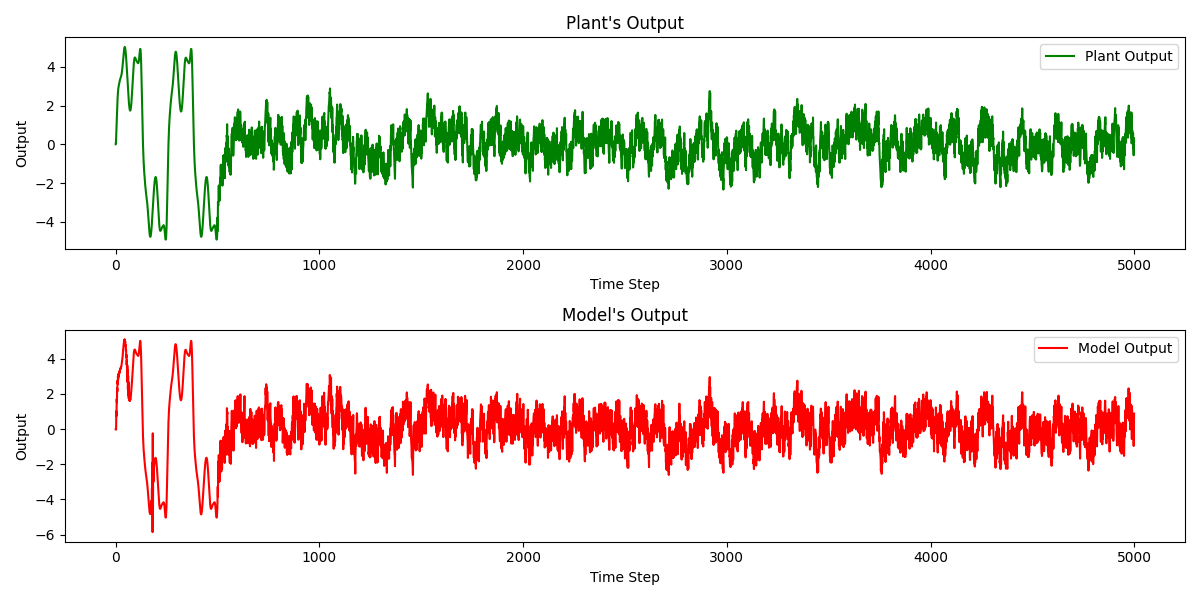 Plant's Output
Plant Output
Output
4
2
0
−2
−4
0 1000 2000 3000 4000 5000
Time Step
Model's Output
Model Output
Output
4
2
0
−2
−4
−6
0 1000 2000 3000 4000 5000
Time Step